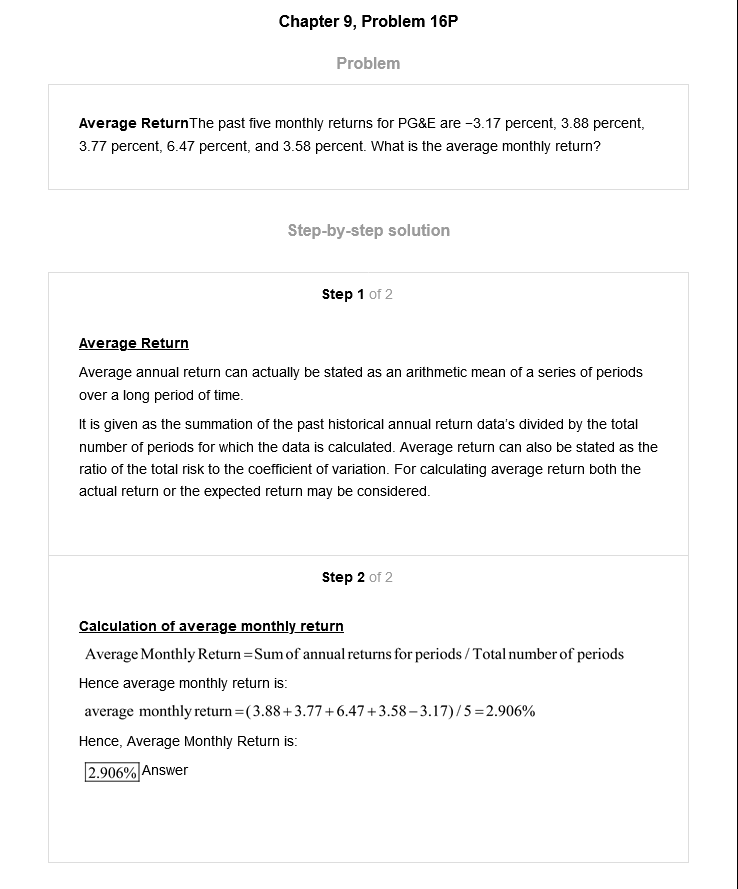 Chapter 9, Problem 16P
Problem
Average ReturnThe past five monthly returns for PG&E are −3.17 percent, 3.88 percent,
3.77 percent, 6.47 percent, and 3.58 percent. What is the average monthly return?
Step-by-step solution
Step 1 of 2
Average Return
Average annual return can actually be stated as an arithmetic mean of a series of periods
over a long period of time.
It is given as the summation of the past historical annual return data's divided by the total
number of periods for which the data is calculated. Average return can also be stated as the
ratio of the total risk to the coefficient of variation. For calculating average return both the
actual return or the expected return may be considered.
Step 2 of 2
Calculation of average monthly return
Average Monthly Return = Sum of annual returns for periods / Total number of periods
Hence average monthly return is:
average monthly return = (3.88 + 3.77 + 6.47 + 3.58 − 3.17) / 5 = 2.906%
Hence, Average Monthly Return is:
2.906% Answer